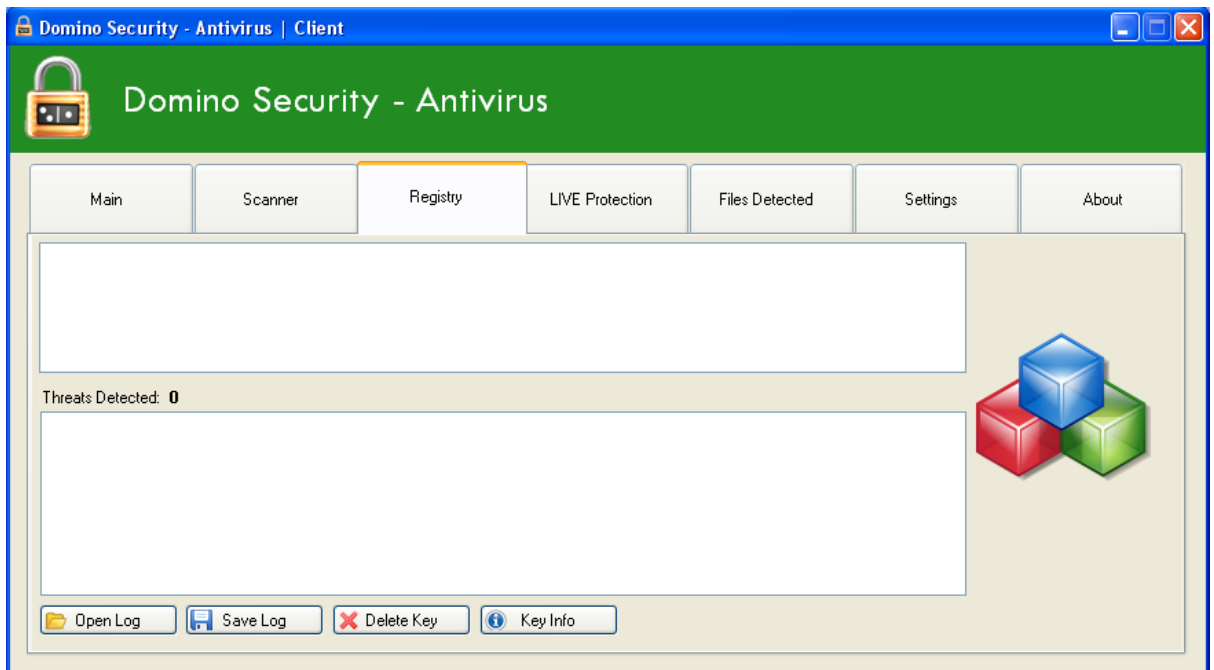 Domino Security - Antivirus | Client
Domino Security - Antivirus
Main Scanner Registry LIVE Protection Files Detected Settings About
Threats Detected: 0
Open Log Save Log Delete Key Key Info